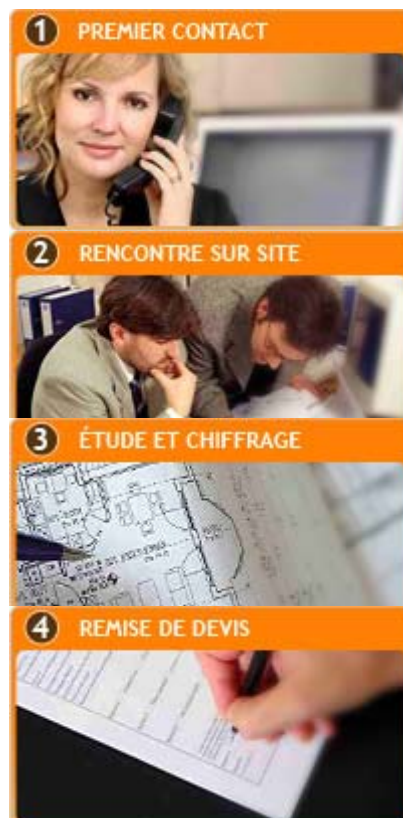 1 PREMIER CONTACT
2 RENCONTRE SUR SITE
3 ÉTUDE ET CHIFFRAGE
4 REMISE DE DEVIS